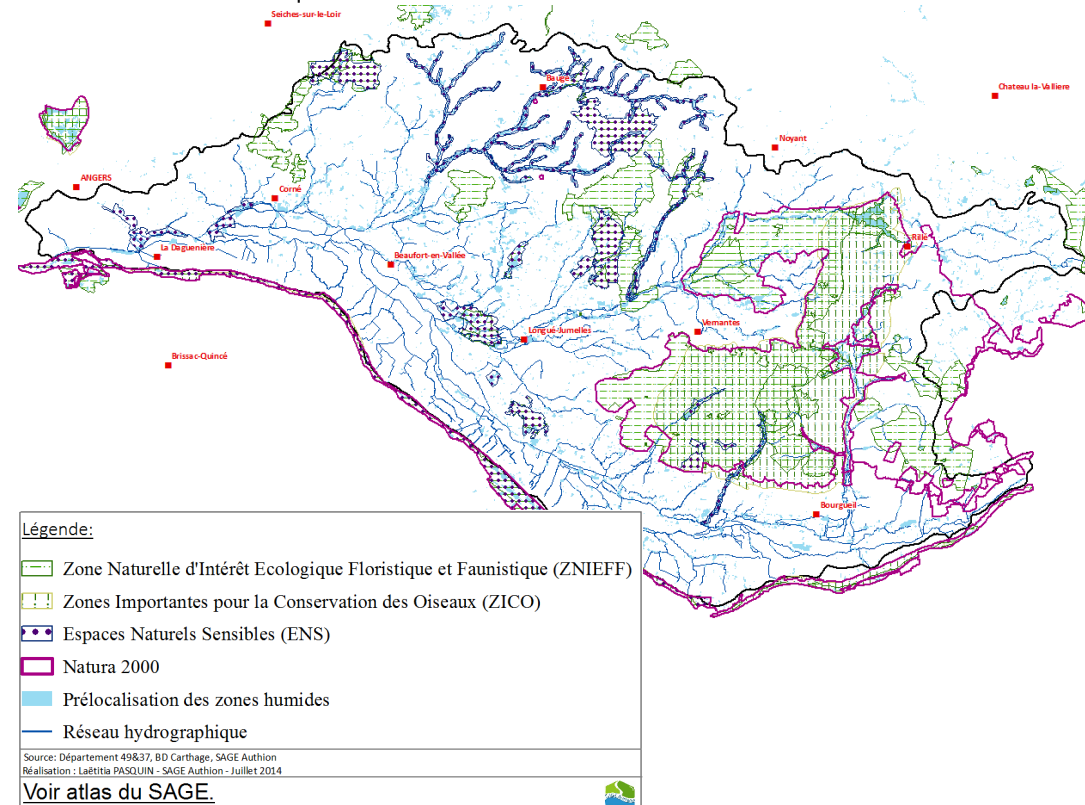 Seiches-sur-le-Loir
Baugé
Chateau la-Valliere
Noyant
ANGERS
Corné
Rillé
La Daguenière
Beaufort-en-Vallée
Vernantes
Longué-Jumelles
Brissac-Quincé
Bourgueil
Légende:
Zone Naturelle d'Intérêt Ecologique Floristique et Faunistique (ZNIEFF)
Zones Importantes pour la Conservation des Oiseaux (ZICO)
Espaces Naturels Sensibles (ENS)
Natura 2000
Prélocalisation des zones humides
Réseau hydrographique
Source: Département 49&37, BD Carthage, SAGE Authion
Réalisation : Laëtitia PASQUIN - SAGE Authion - Juillet 2014
Voir atlas du SAGE.